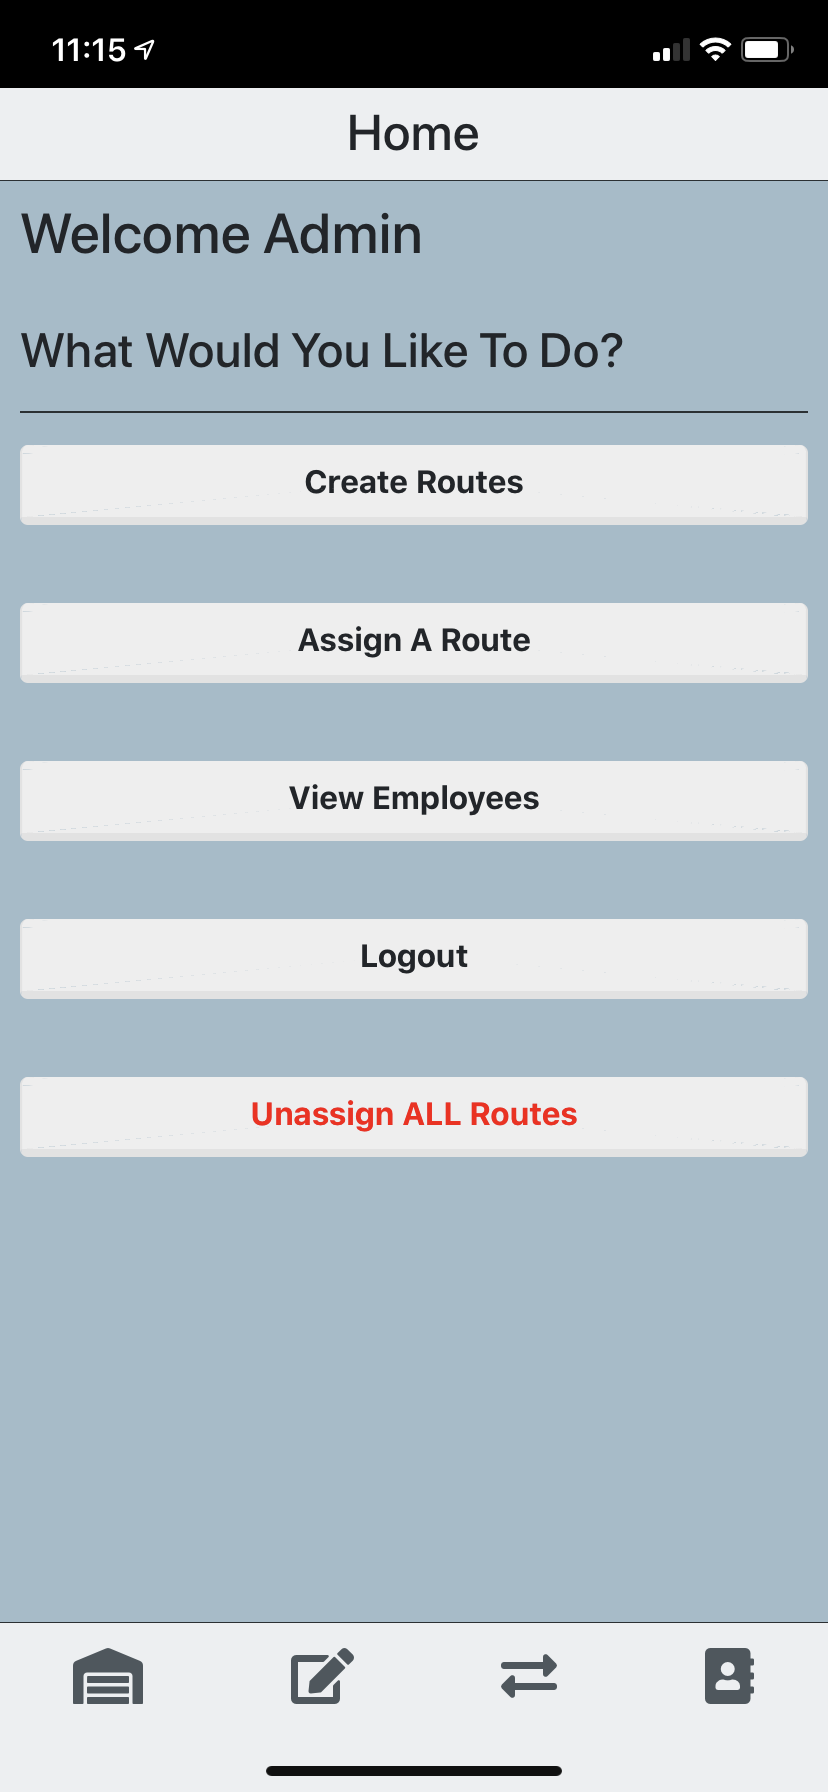 11:15
Home
Welcome Admin
What Would You Like To Do?
Create Routes
Assign A Route
View Employees
Logout
Unassign ALL Routes